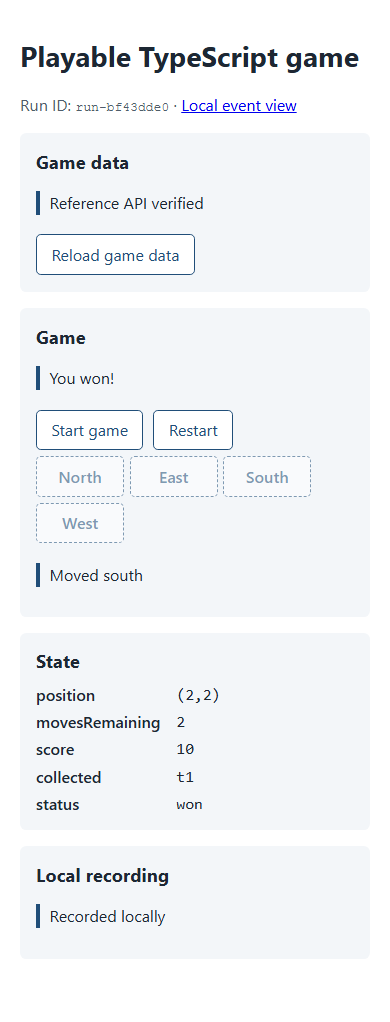 Playable TypeScript game
Run ID: run-bf43dde0 · Local event view
Game data
Reference API verified
Reload game data
Game
You won!
Start game Restart
North East South
West
Moved south
State
position (2,2)
movesRemaining 2
score 10
collected t1
status won
Local recording
Recorded locally